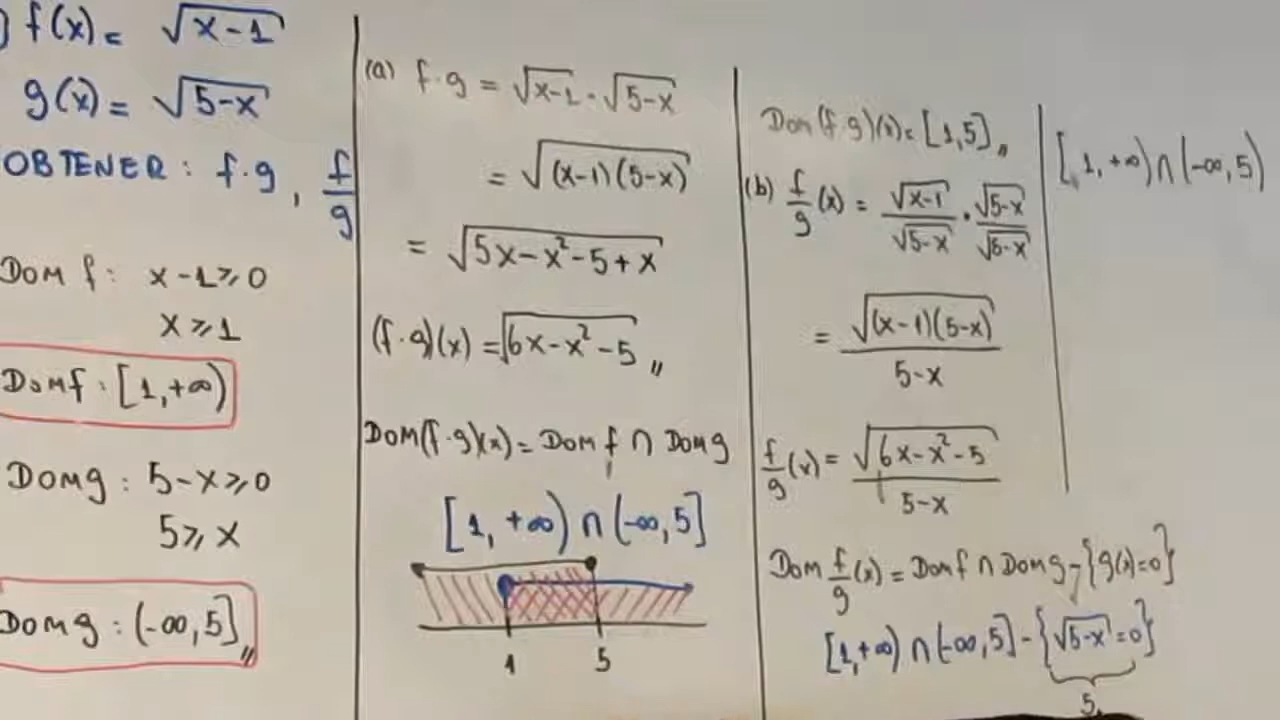 ) f(x) = √(x-1)
g(x) = √(5-x)
OBTENER : f·g , f/g
Dom f : x-1 ≥ 0
x ≥ 1
Dom f : [1,+∞)
Dom g : 5-x ≥ 0
5 ≥ x
Dom g : (-∞,5],,
(a) f·g = √(x-1) · √(5-x)
= √((x-1)(5-x))
= √(5x-x²-5+x)
(f·g)(x) = √(6x-x²-5) ,,
Dom(f·g)(x) = Dom f ∩ Dom g
[1, +∞) ∩ (-∞,5]
1 5
Dom(f·g)(x) = [1,5],,
(b) f/g (x) = √(x-1)/√(5-x) · √(5-x)/√(5-x)
= √((x-1)(5-x))/(5-x)
f/g (x) = √(6x-x²-5)/(5-x)
Dom f/g (x) = Dom f ∩ Dom g - {g(x)=0}
[1,+∞) ∩ (-∞,5] - {√(5-x) = 0}
5
[1,+∞) ∩ (-∞,5)